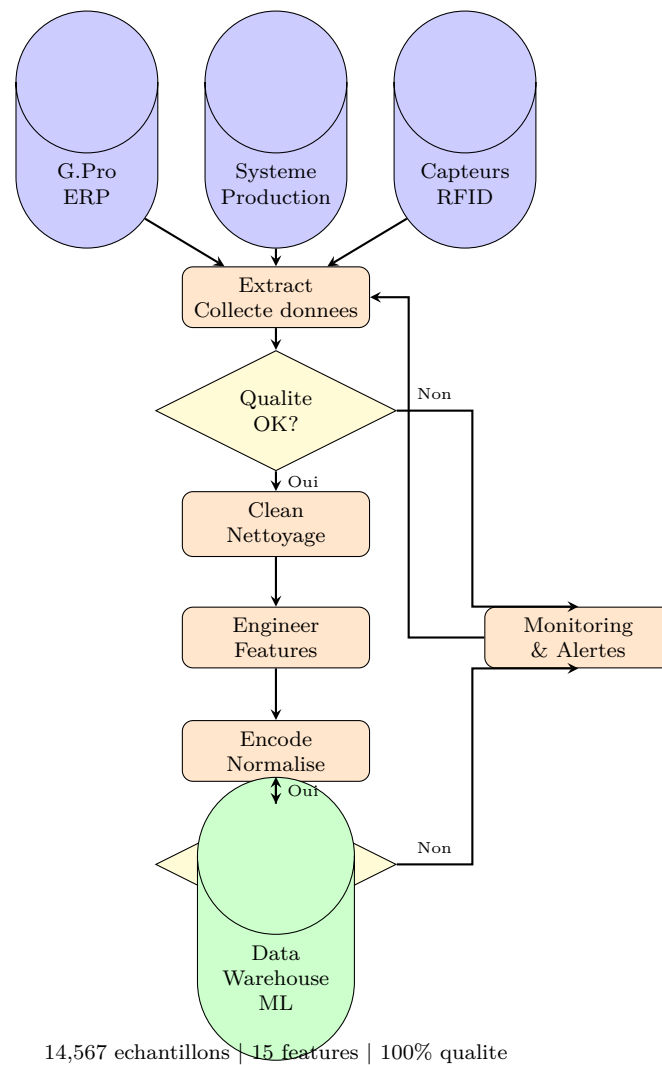 G.Pro
ERP
Systeme
Production
Capteurs
RFID
Extract
Collecte donnees
Qualite
OK?
Non
Oui
Clean
Nettoyage
Engineer
Features
Monitoring
& Alertes
Encode
Normalise
Oui
Non
Data
Warehouse
ML
14,567 echantillons | 15 features | 100% qualite